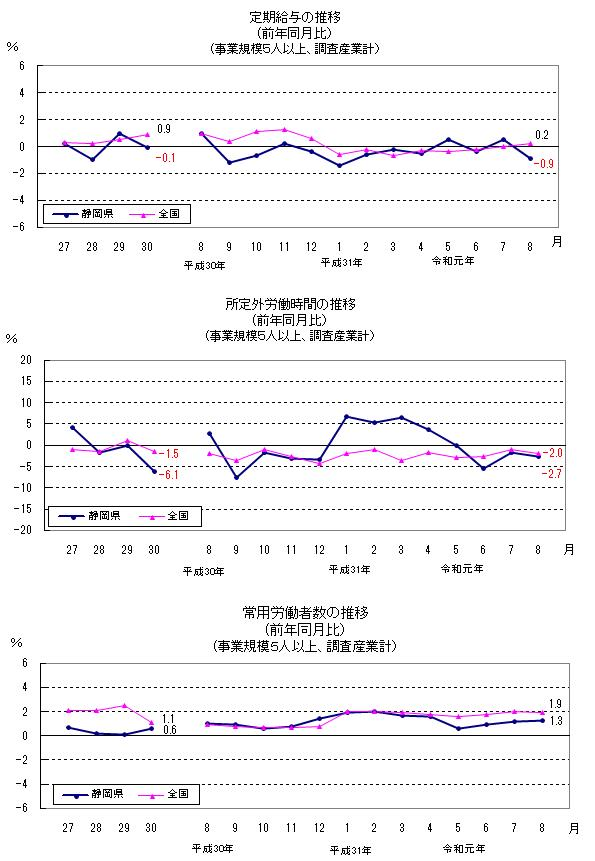 定期給与の推移
(前年同月比)
(事業規模5人以上、調査産業計)
%
6
4
2
0
-2
-4
-6
0.9
-0.1
0.2
-0.9
静岡県 全国
27 28 29 30 8 9 10 11 12 1 2 3 4 5 6 7 8 月
平成30年 平成31年 令和元年
所定外労働時間の推移
(前年同月比)
(事業規模5人以上、調査産業計)
%
20
15
10
5
0
-5
-10
-15
-20
-1.5
-6.1
-2.0
-2.7
静岡県 全国
27 28 29 30 8 9 10 11 12 1 2 3 4 5 6 7 8 月
平成30年 平成31年 令和元年
常用労働者数の推移
(前年同月比)
(事業規模5人以上、調査産業計)
%
6
4
2
0
-2
-4
-6
1.1
0.6
1.9
1.3
静岡県 全国
27 28 29 30 8 9 10 11 12 1 2 3 4 5 6 7 8 月
平成30年 平成31年 令和元年